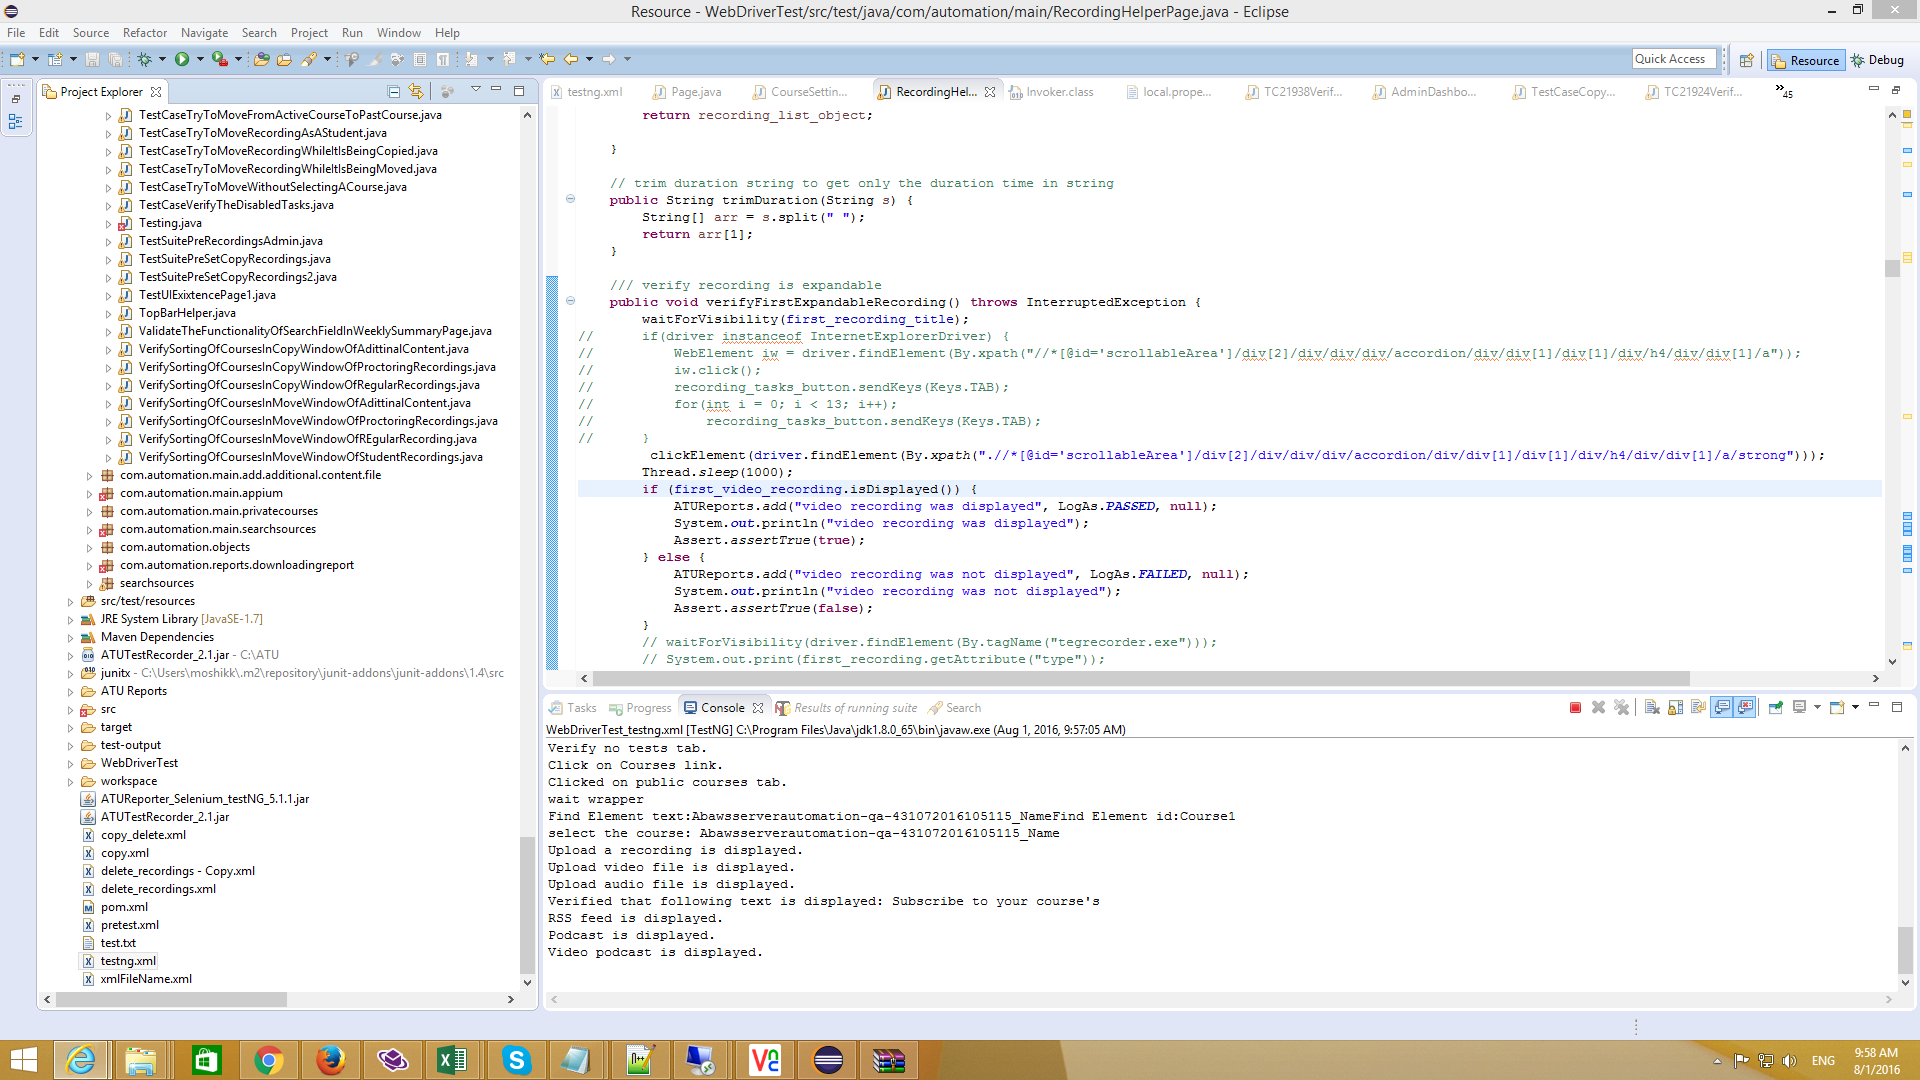 Resource - WebDriverTest/src/test/java/com/automation/main/RecordingHelperPage.java - Eclipse
File Edit Source Refactor Navigate Search Project Run Window Help
Quick Access
Resource
Debug
Project Explorer
TestCaseTryToMoveFromActiveCourseToPastCourse.java
TestCaseTryToMoveRecordingAsAStudent.java
TestCaseTryToMoveRecordingWhileItIsBeingCopied.java
TestCaseTryToMoveRecordingWhileItIsBeingMoved.java
TestCaseTryToMoveWithoutSelectingACourse.java
TestCaseVerifyTheDisabledTasks.java
Testing.java
TestSuitePreRecordingsAdmin.java
TestSuitePreSetCopyRecordings.java
TestSuitePreSetCopyRecordings2.java
TestUIExixtencePage1.java
TopBarHelper.java
ValidateTheFunctionalityOfSearchFieldInWeeklySummaryPage.java
VerifySortingOfCoursesInCopyWindowOfAdittinalContent.java
VerifySortingOfCoursesInCopyWindowOfProctoringRecordings.java
VerifySortingOfCoursesInCopyWindowOfRegularRecordings.java
VerifySortingOfCoursesInMoveWindowOfAdittinalContent.java
VerifySortingOfCoursesInMoveWindowOfProctoringRecordings.java
VerifySortingOfCoursesInMoveWindowOfREgularRecording.java
VerifySortingOfCoursesInMoveWindowOfStudentRecordings.java
com.automation.main.add.additional.content.file
com.automation.main.appium
com.automation.main.privatecourses
com.automation.main.searchsources
com.automation.objects
com.automation.reports.downloadingreport
searchsources
src/test/resources
JRE System Library [JavaSE-1.7]
Maven Dependencies
ATUTestRecorder_2.1.jar - C:\ATU
junitx - C:\Users\moshikk\.m2\repository\junit-addons\junit-addons\1.4\src
ATU Reports
src
target
test-output
WebDriverTest
workspace
ATUReporter_Selenium_testNG_5.1.1.jar
ATUTestRecorder_2.1.jar
copy_delete.xml
copy.xml
delete_recordings - Copy.xml
delete_recordings.xml
pom.xml
pretest.xml
test.txt
testng.xml
xmlFileName.xml
testng.xml Page.java CourseSettin... RecordingHel... Invoker.class local.prope... TC21938Verif... AdminDashbo... TestCaseCopy... TC21924Verif... 45
return recording_list_object;
}
// trim duration string to get only the duration time in string
public String trimDuration(String s) {
String[] arr = s.split(" ");
return arr[1];
}
/// verify recording is expandable
public void verifyFirstExpandableRecording() throws InterruptedException {
waitForVisibility(first_recording_title);
// if(driver instanceof InternetExplorerDriver) {
// WebElement iw = driver.findElement(By.xpath("//*[@id='scrollableArea']/div[2]/div/div/div/accordion/div/div[1]/div[1]/div/h4/div/div[1]/a"));
// iw.click();
// recording_tasks_button.sendKeys(Keys.TAB);
// for(int i = 0; i < 13; i++);
// recording_tasks_button.sendKeys(Keys.TAB);
// }
clickElement(driver.findElement(By.xpath(".//*[@id='scrollableArea']/div[2]/div/div/div/accordion/div/div[1]/div[1]/div/h4/div/div[1]/a/strong")));
Thread.sleep(1000);
if (first_video_recording.isDisplayed()) {
ATUReports.add("video recording was displayed", LogAs.PASSED, null);
System.out.println("video recording was displayed");
Assert.assertTrue(true);
} else {
ATUReports.add("video recording was not displayed", LogAs.FAILED, null);
System.out.println("video recording was not displayed");
Assert.assertTrue(false);
}
// waitForVisibility(driver.findElement(By.tagName("tegrecorder.exe")));
// System.out.print(first_recording.getAttribute("type"));
Tasks Progress Console Results of running suite Search
WebDriverTest_testng.xml [TestNG] C:\Program Files\Java\jdk1.8.0_65\bin\javaw.exe (Aug 1, 2016, 9:57:05 AM)
Verify no tests tab.
Click on Courses link.
Clicked on public courses tab.
wait wrapper
Find Element text:Abawsserverautomation-qa-431072016105115_NameFind Element id:Course1
select the course: Abawsserverautomation-qa-431072016105115_Name
Upload a recording is displayed.
Upload video file is displayed.
Upload audio file is displayed.
Verified that following text is displayed: Subscribe to your course's
RSS feed is displayed.
Podcast is displayed.
Video podcast is displayed.
ENG
9:58 AM
8/1/2016